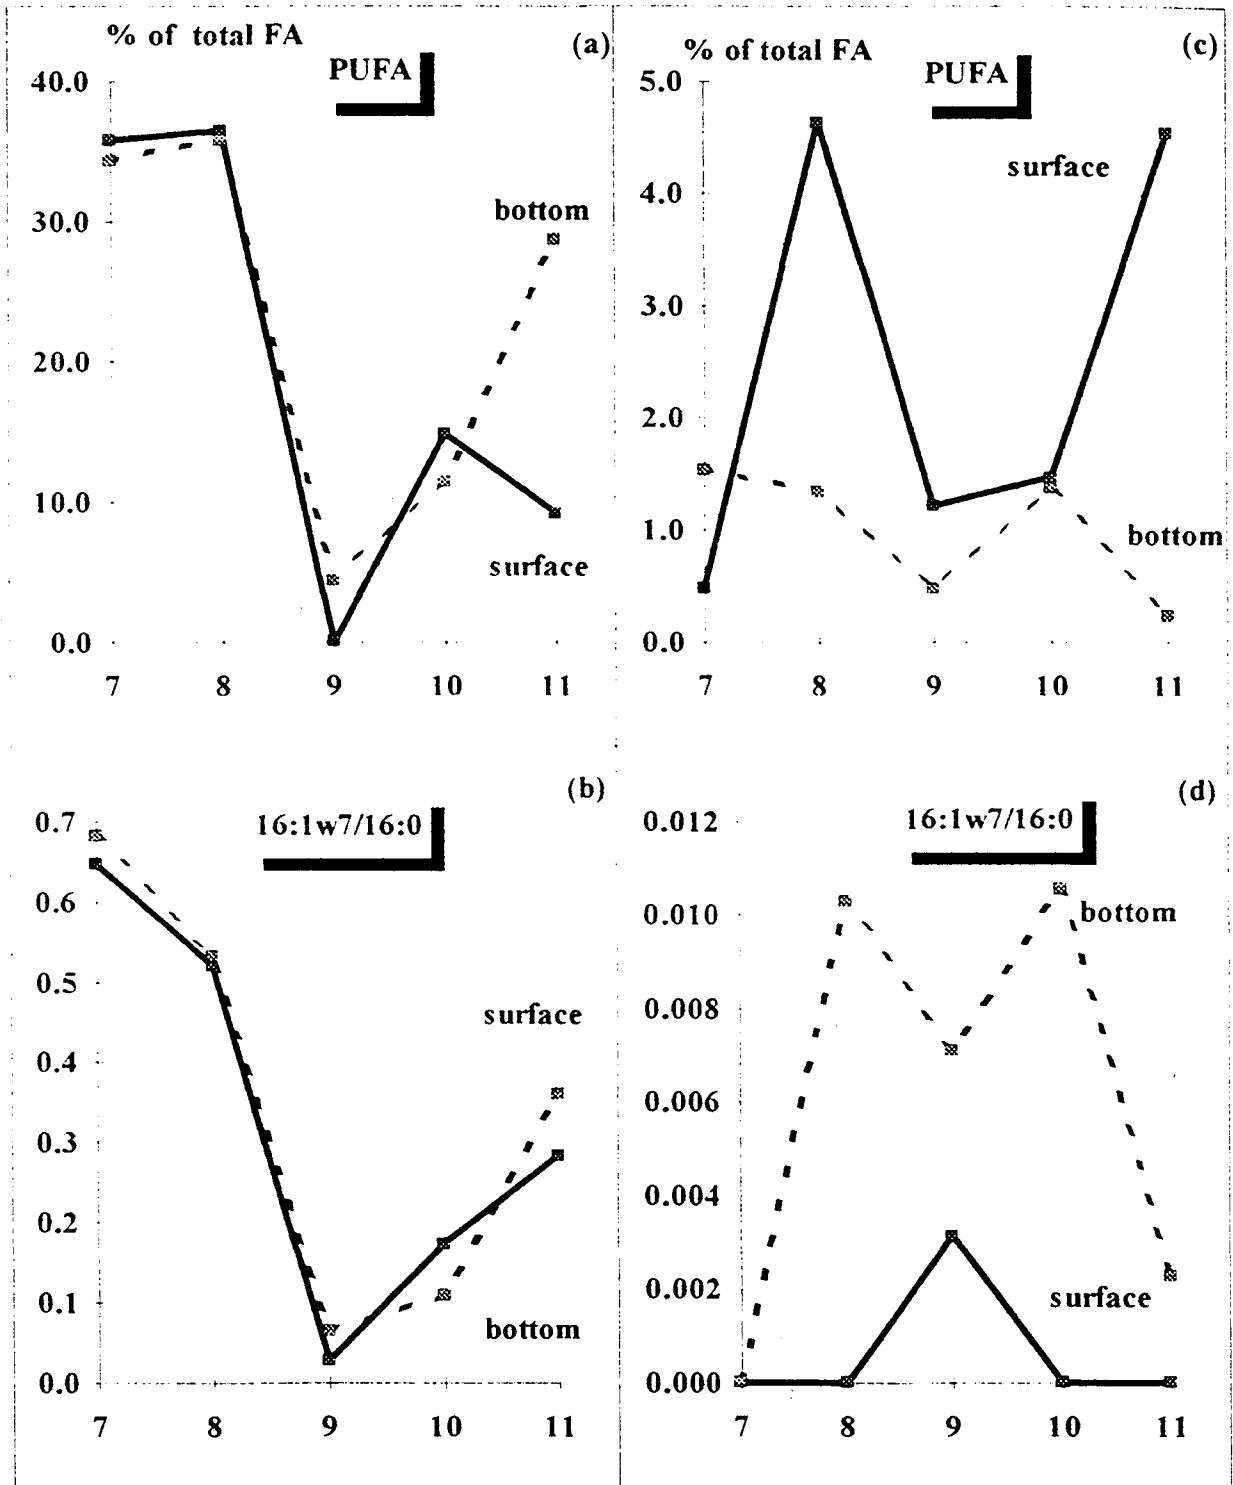 % of total FA
(a)
PUFA
40.0
30.0
20.0
10.0
0.0
bottom
surface
7 8 9 10 11
% of total FA
(c)
PUFA
5.0
4.0
3.0
2.0
1.0
0.0
surface
bottom
7 8 9 10 11
(b)
16:1w7/16:0
0.7
0.6
0.5
0.4
0.3
0.2
0.1
0.0
surface
bottom
7 8 9 10 11
(d)
16:1w7/16:0
0.012
0.010
0.008
0.006
0.004
0.002
0.000
bottom
surface
7 8 9 10 11